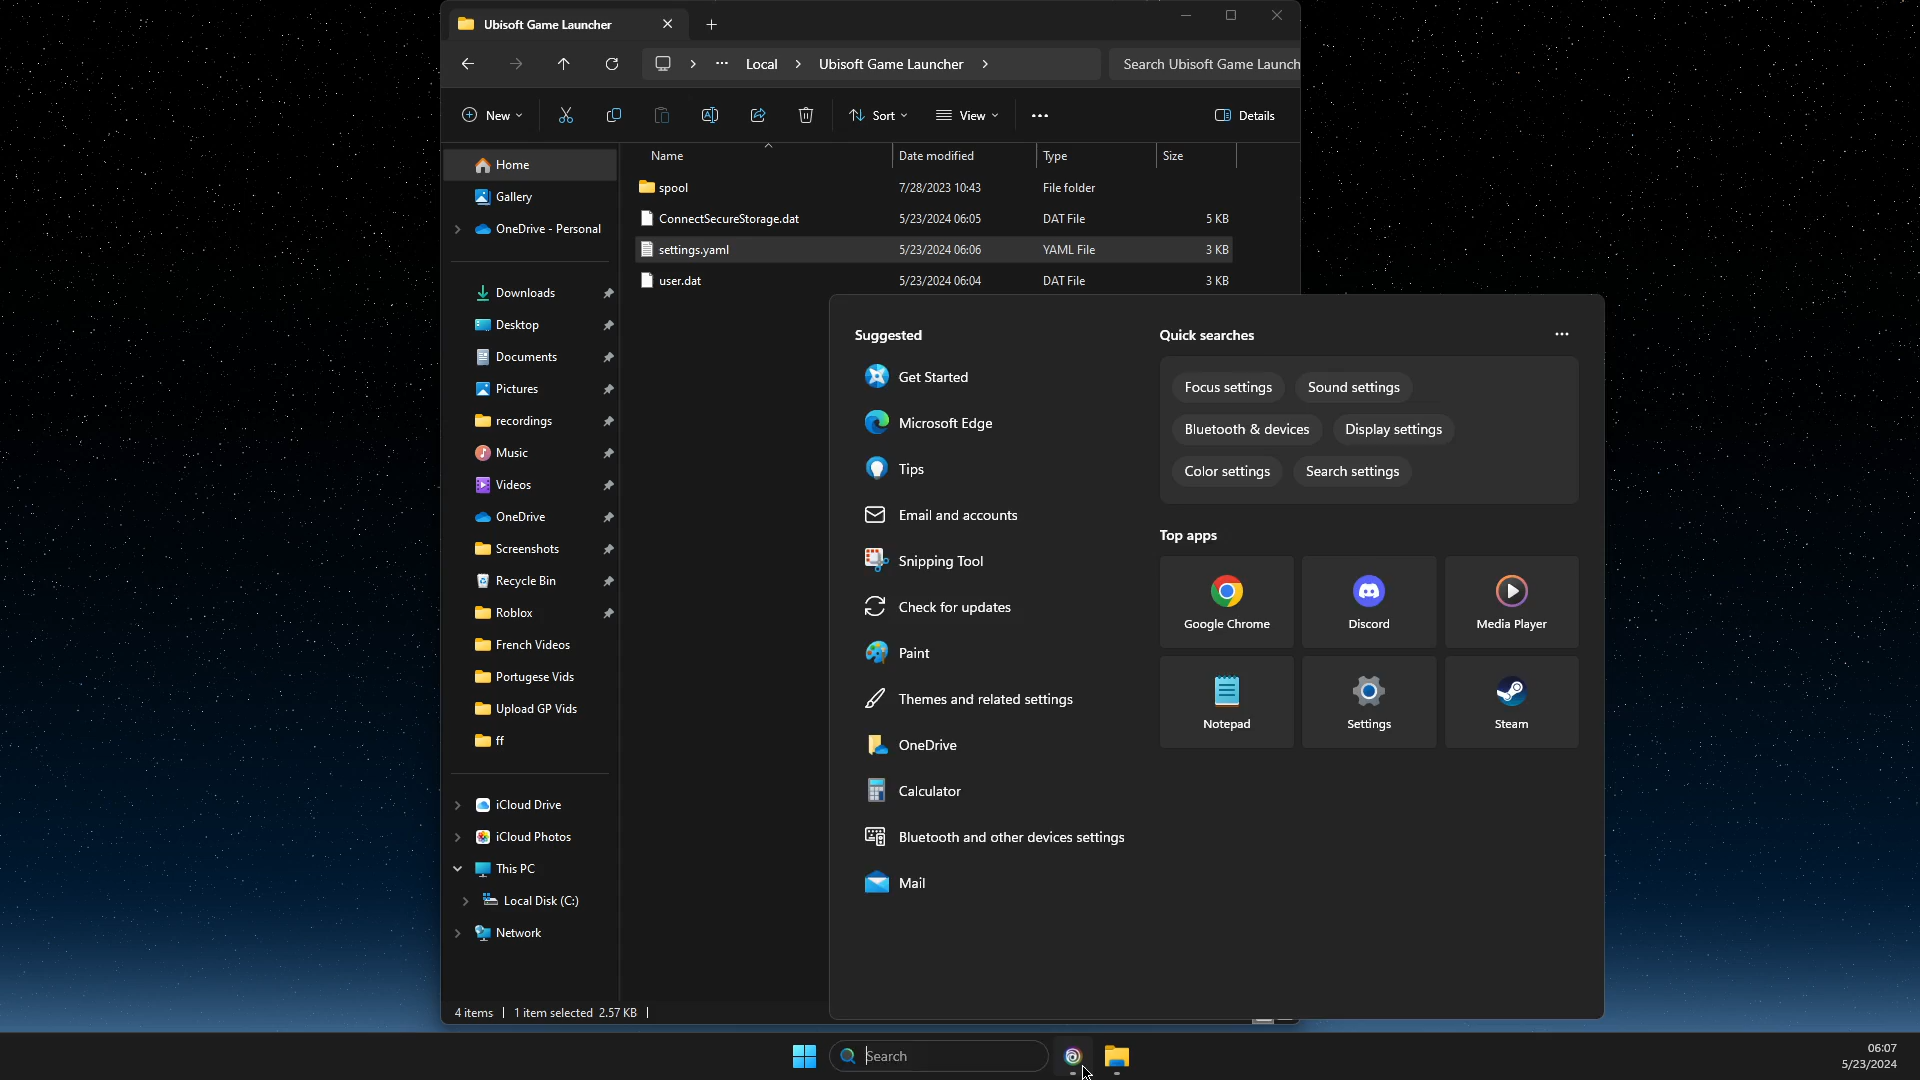 Ubisoft Game Launcher
Local
Ubisoft Game Launcher
Search Ubisoft Game Launch
New
Sort
View
Details
Name
Date modified
Type
Size
spool
7/28/2023 10:43
File folder
ConnectSecureStorage.dat
5/23/2024 06:05
DAT File
5 KB
settings.yaml
5/23/2024 06:06
YAML File
3 KB
user.dat
5/23/2024 06:04
DAT File
3 KB
Home
Gallery
OneDrive - Personal
Downloads
Desktop
Documents
Pictures
recordings
Music
Videos
OneDrive
Screenshots
Recycle Bin
Roblox
French Videos
Portugese Vids
Upload GP Vids
ff
iCloud Drive
iCloud Photos
This PC
Local Disk (C:)
Network
4 items
1 item selected 2.57 KB
Suggested
Get Started
Microsoft Edge
Tips
Email and accounts
Snipping Tool
Check for updates
Paint
Themes and related settings
OneDrive
Calculator
Bluetooth and other devices settings
Mail
Quick searches
Focus settings
Sound settings
Bluetooth & devices
Display settings
Color settings
Search settings
Top apps
Google Chrome
Discord
Media Player
Notepad
Settings
Steam
Search
06:07
5/23/2024